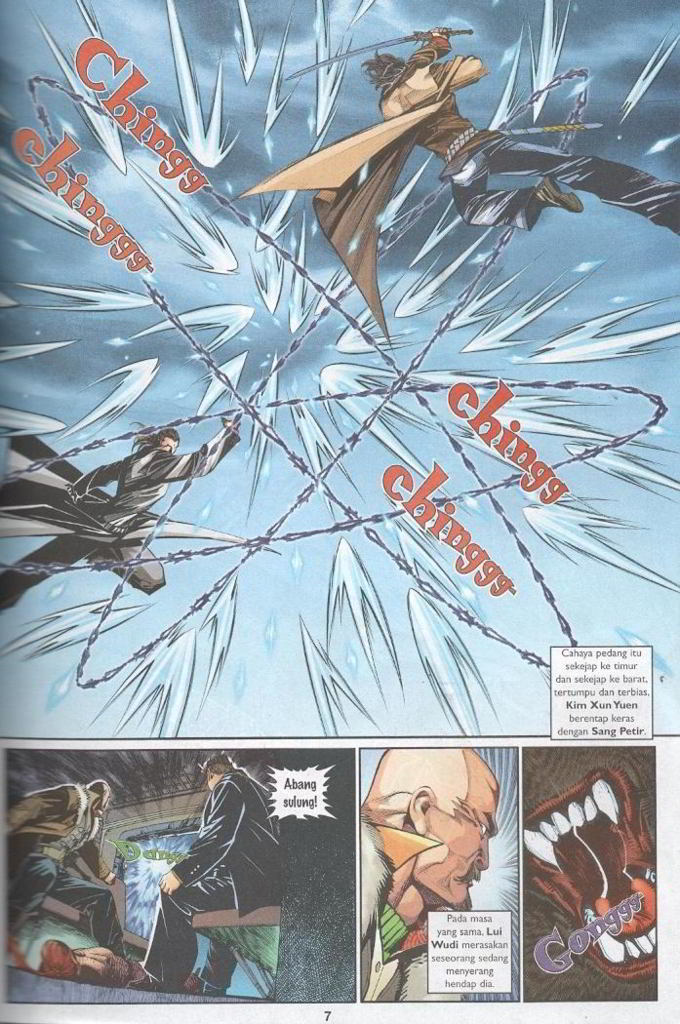 Chingg
chinggg
chingg
chinggg
Cahaya pedang itu
sekejap ke timur
dan sekejap ke barat,
tertumpu dan terbias.
Kim Xun Yuen
berentap keras
dengan Sang Petir.
Abang
sulung!
Dangg
Pada masa
yang sama, Lui
Wudi merasakan
seseorang sedang
menyerang
hendap dia.
Gonggg
7